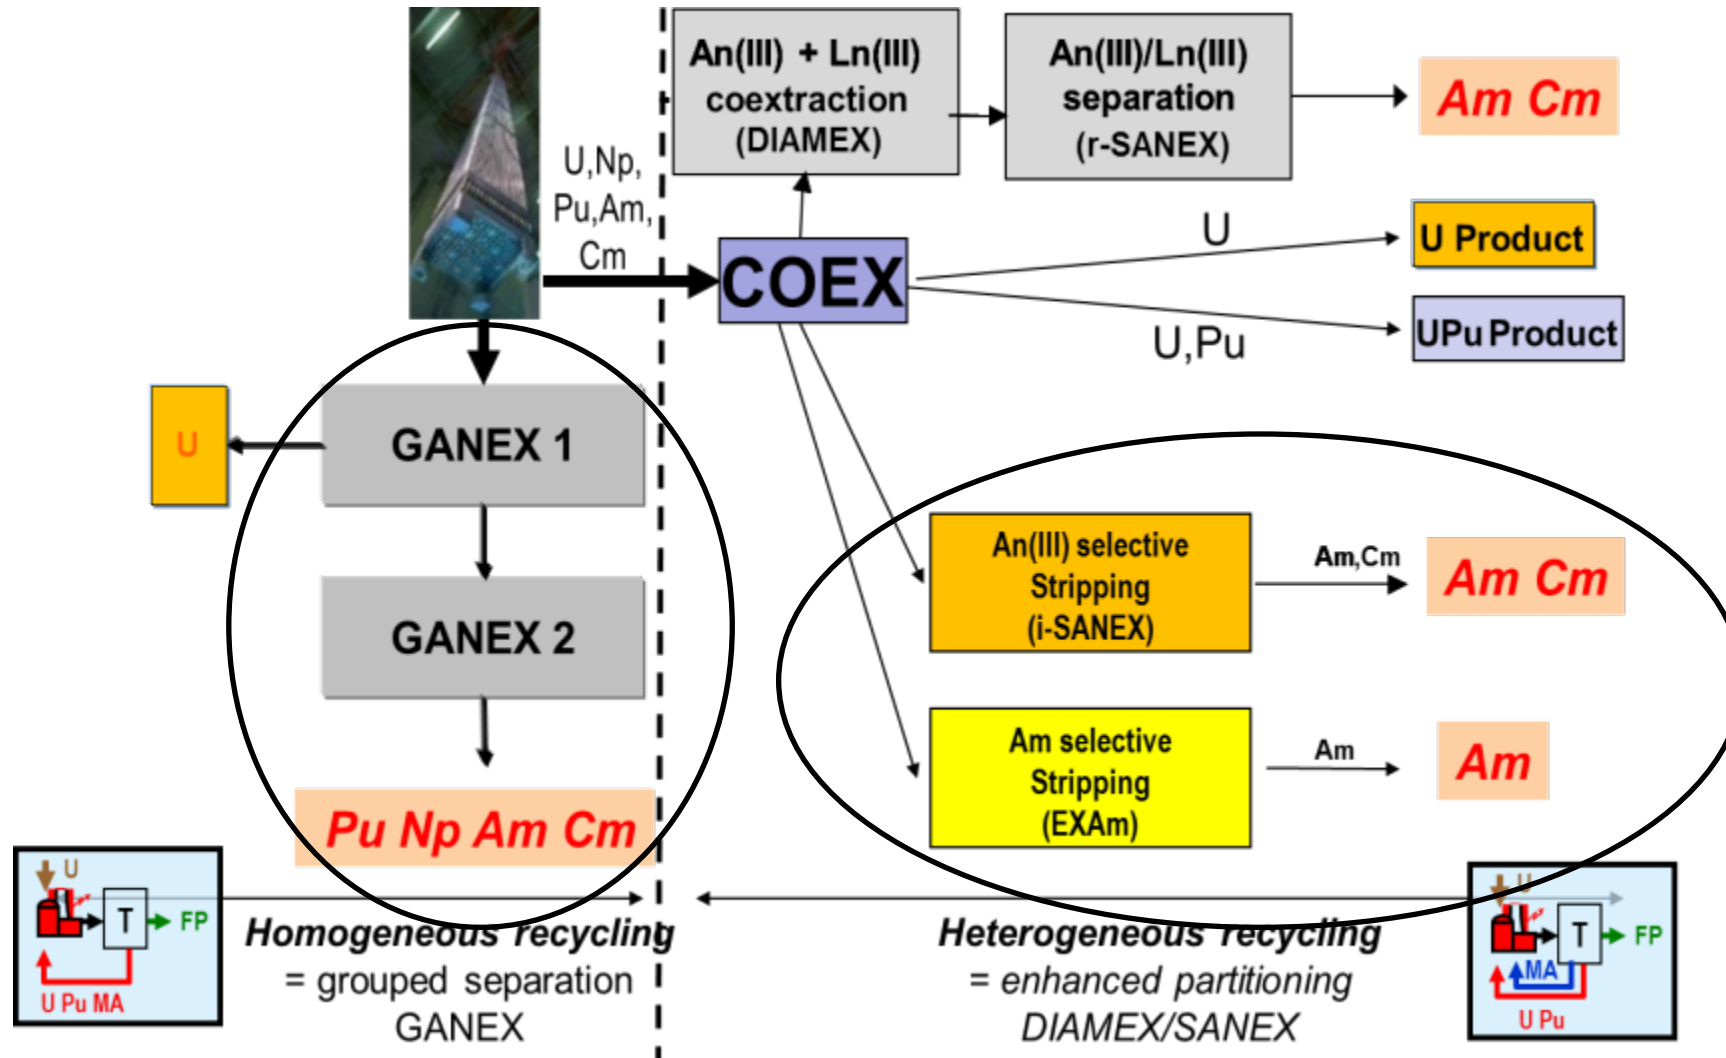 An(III) + Ln(III)
coextraction
(DIAMEX)
An(III)/Ln(III)
separation
(r-SANEX)
Am Cm
U,Np,
Pu,Am,
Cm
COEX
U
U Product
U,Pu
UPu Product
GANEX 1
U
GANEX 2
Pu Np Am Cm
An(III) selective
Stripping
(i-SANEX)
Am,Cm
Am Cm
Am selective
Stripping
(EXAm)
Am
Am
U
T
FP
U Pu MA
Homogeneous recycling
= grouped separation
GANEX
Heterogeneous recycling
= enhanced partitioning
DIAMEX/SANEX
U
T
FP
MA
U Pu